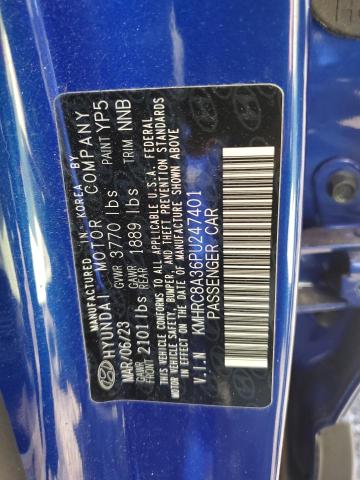 MANUFACTURED IN KOREA BY
HYUNDAI MOTOR COMPANY
MAR/06/23 GVWR 3770 lbs PAINT YP5
GAWR FRONT 2101 lbs GAWR REAR 1889 lbs TRIM NNB
THIS VEHICLE CONFORMS TO ALL APPLICABLE U.S.A. FEDERAL
MOTOR VEHICLE SAFETY, BUMPER, AND THEFT PREVENTION STANDARDS
IN EFFECT ON THE DATE OF MANUFACTURE SHOWN ABOVE
V.I.N KMHRC8A36PU247401
PASSENGER CAR